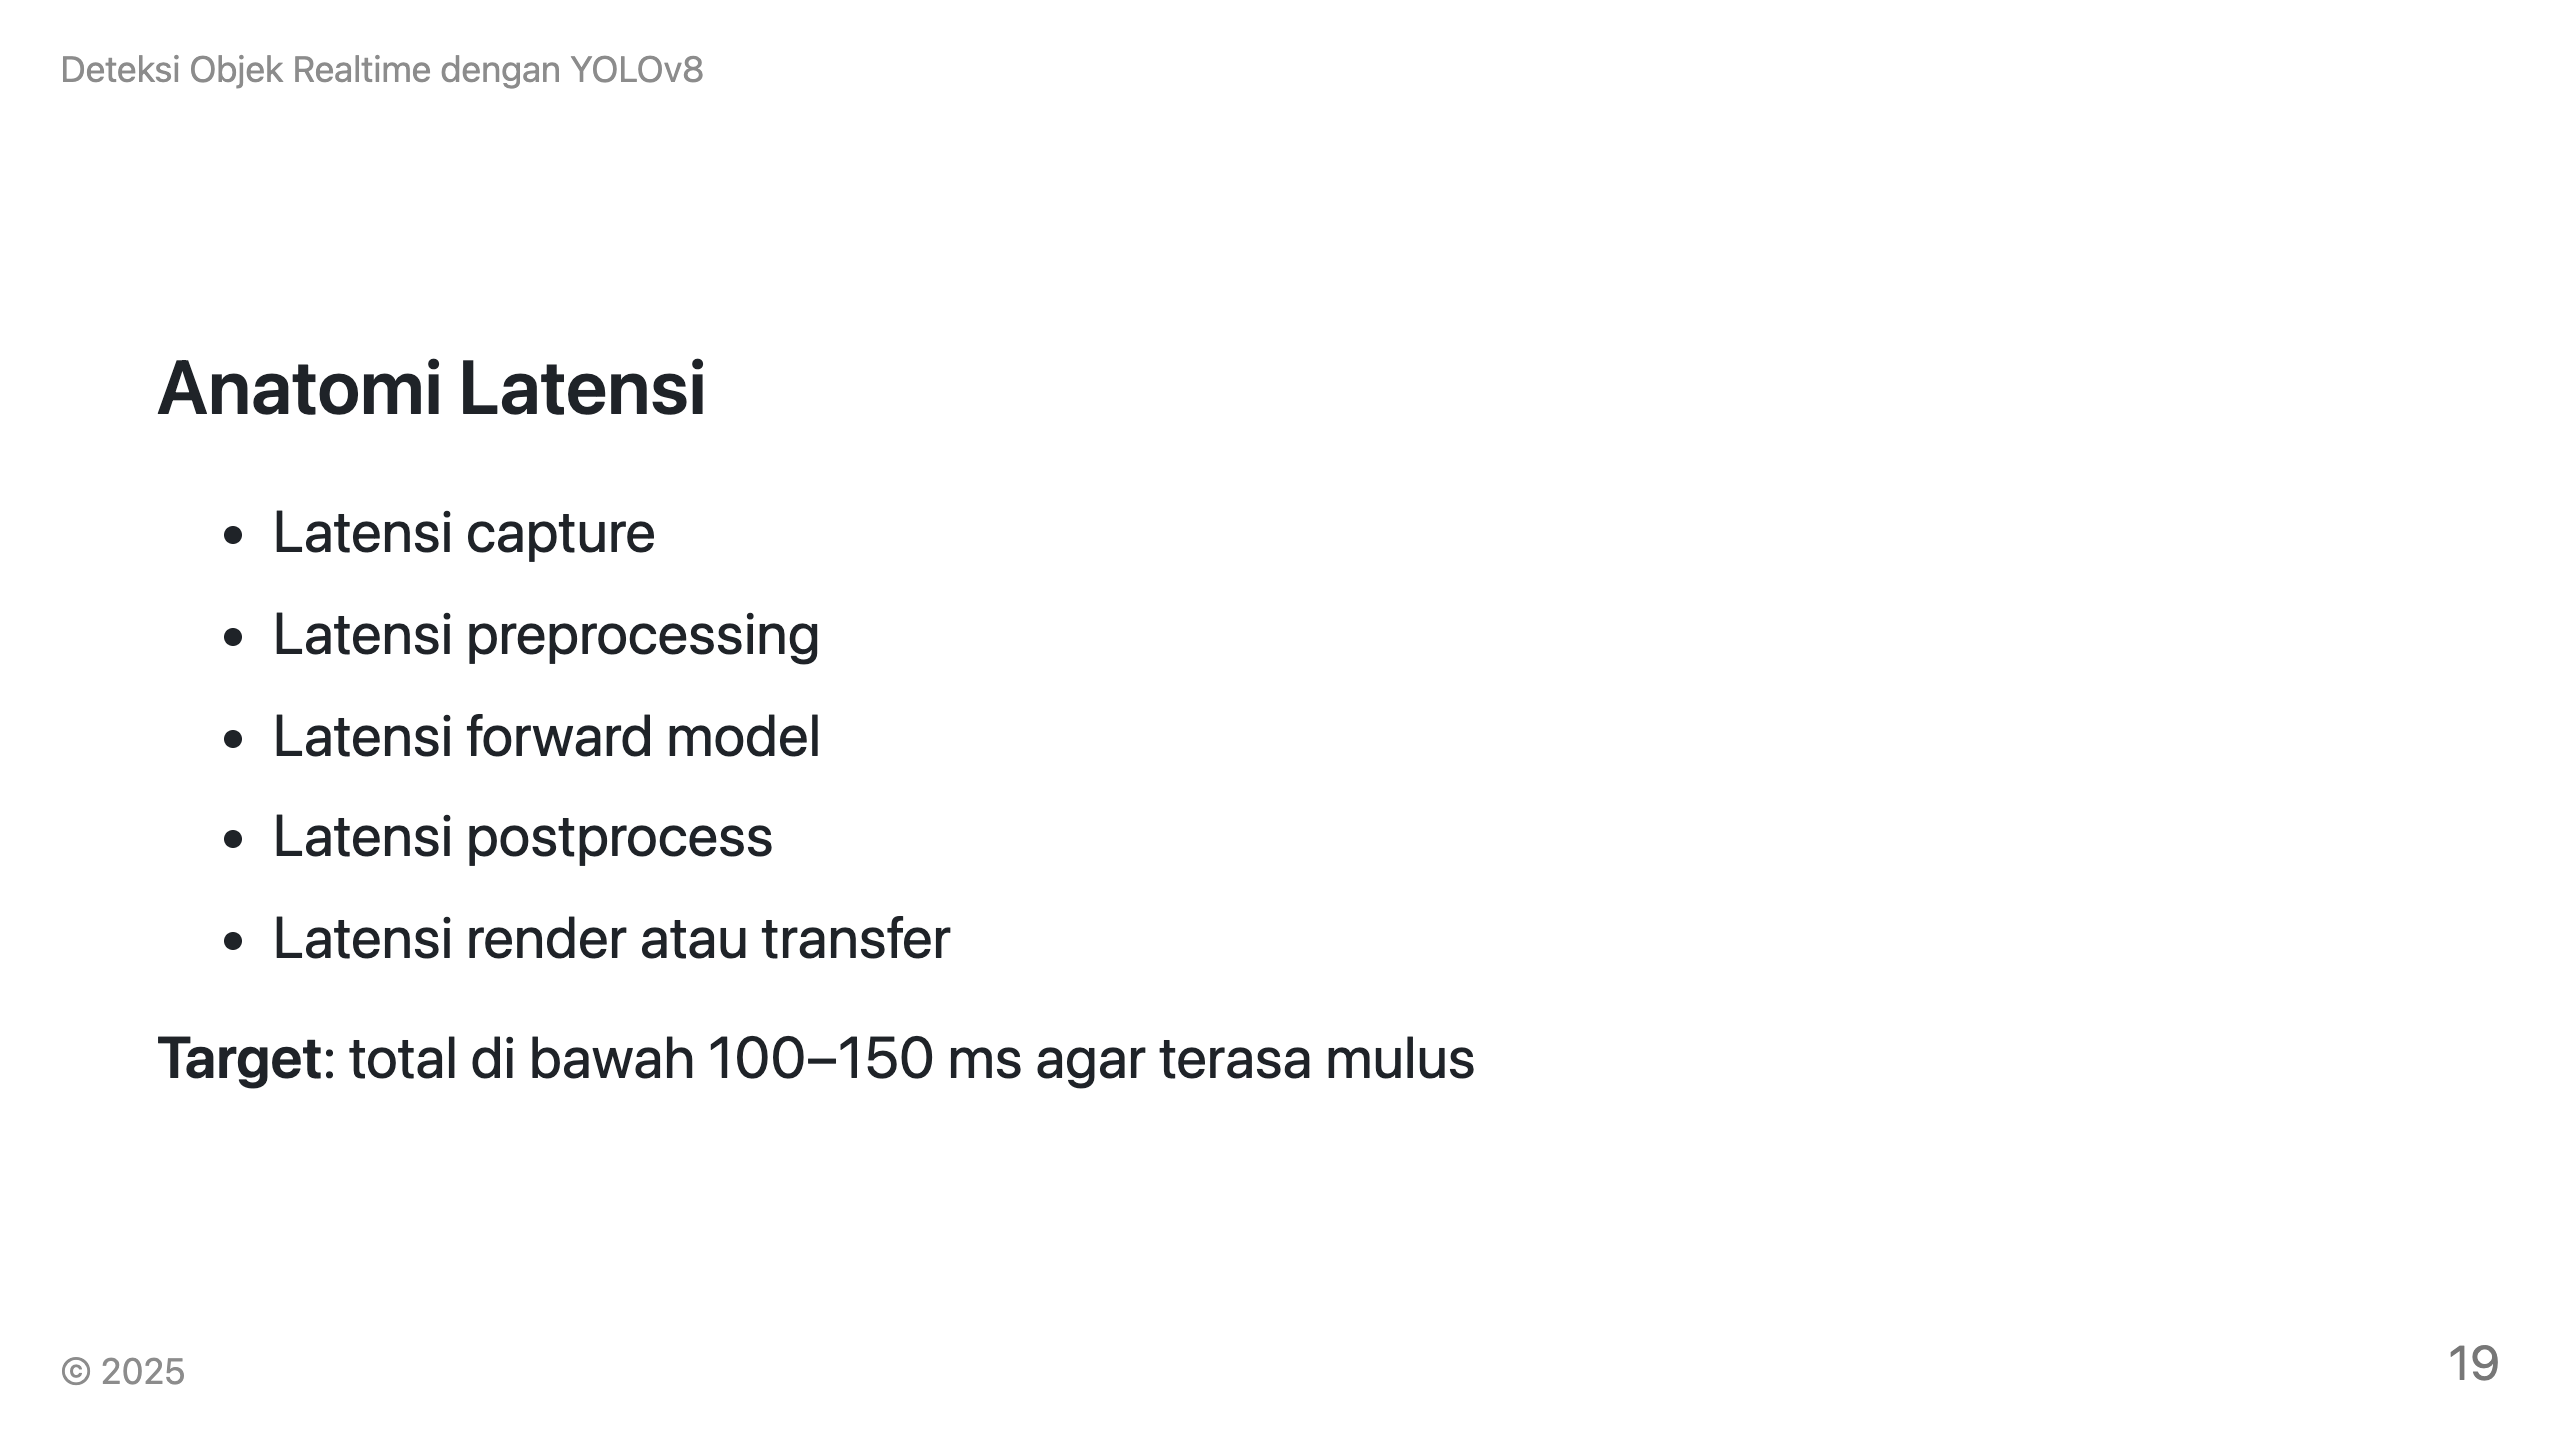 Deteksi Objek Realtime dengan YOLOv8
Anatomi Latensi
• Latensi capture
• Latensi preprocessing
• Latensi forward model
• Latensi postprocess
• Latensi render atau transfer
Target: total di bawah 100–150 ms agar terasa mulus
© 2025
19